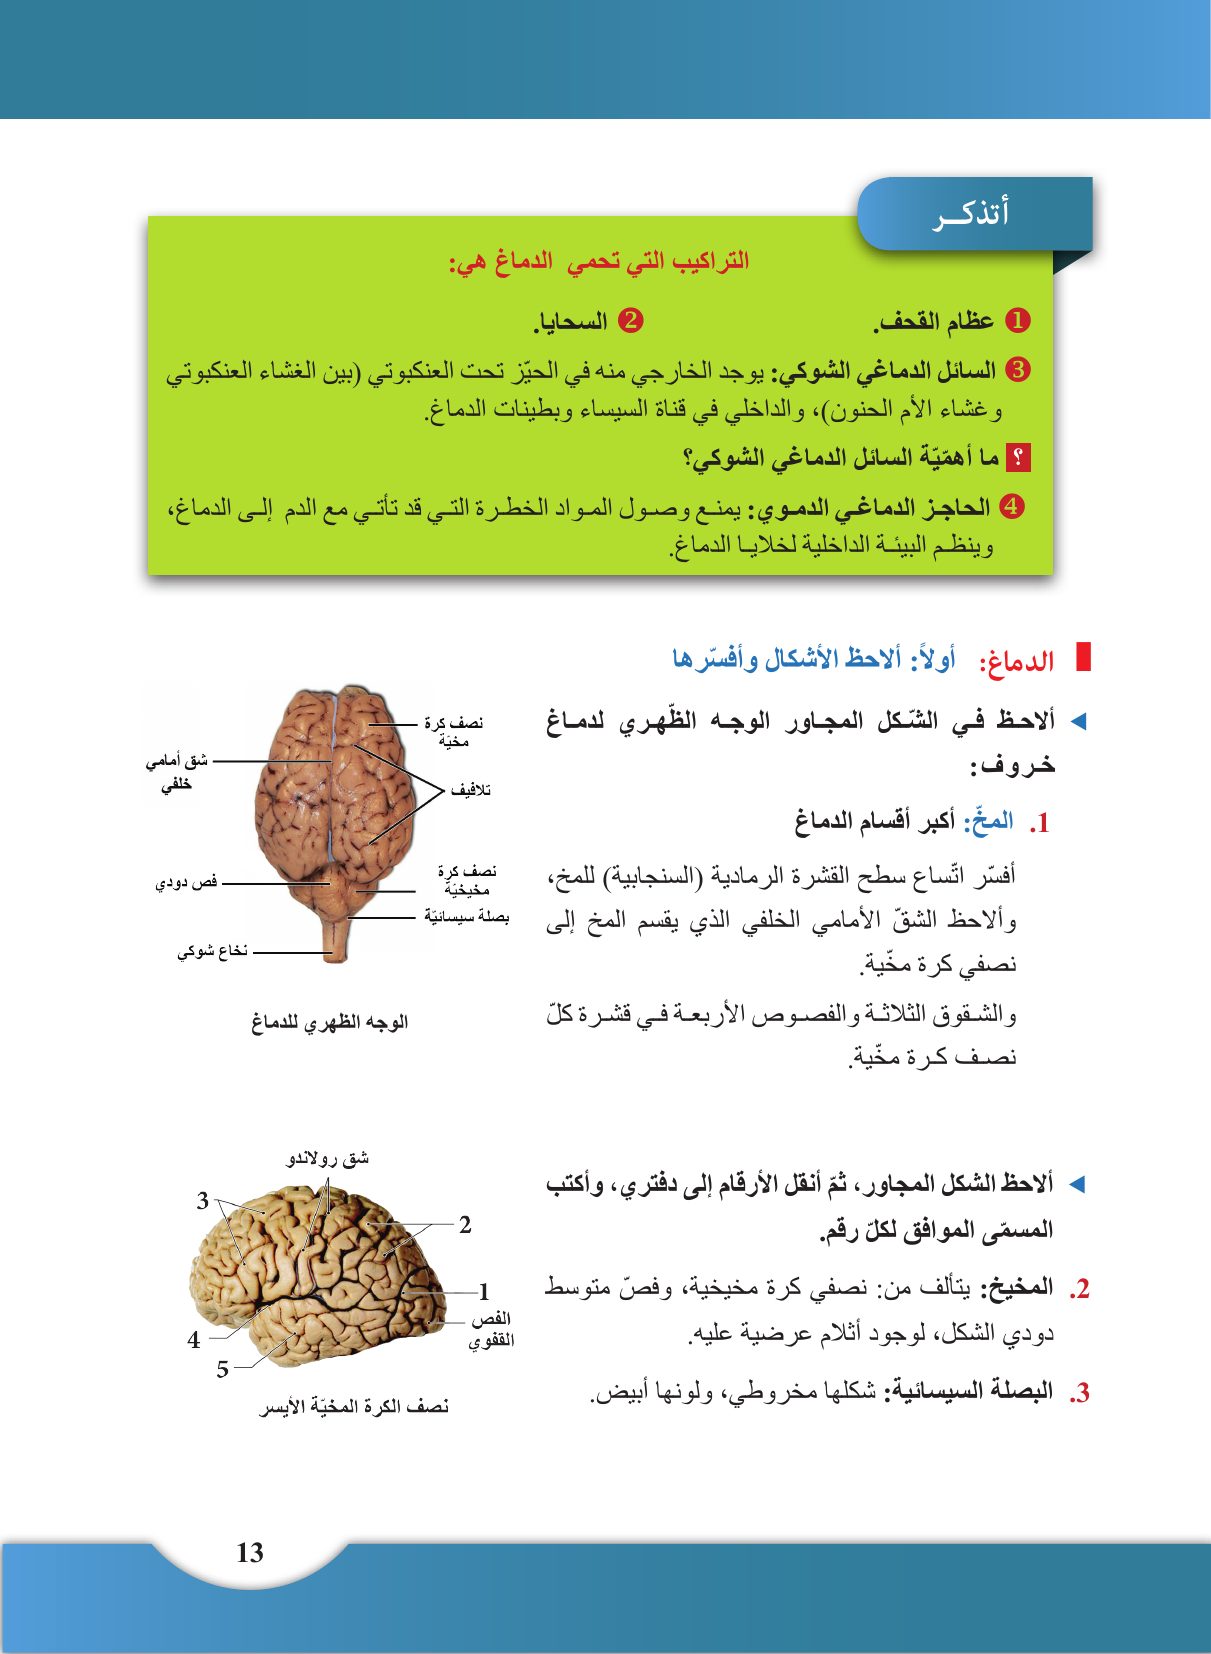 أتذكــر
التراكيب التي تحمي الدماغ هي:
1 عظام القحف.
2 السحايا.
3 السائل الدماغي الشوكي: يوجد الخارجي منه في الحيّز تحت العنكبوتي (بين الغشاء العنكبوتي
وغشاء الأم الحنون)، والداخلي في قناة السيساء وبطينات الدماغ.
؟ ما أهمّيّة السائل الدماغي الشوكي؟
4 الحاجز الدماغي الدموي: يمنع وصول المواد الخطرة التي قد تأتي مع الدم إلى الدماغ،
وينظم البيئة الداخلية لخلايا الدماغ.
الدماغ: أولاً: ألاحظ الأشكال وأفسّرها
ألاحظ في الشّكل المجاور الوجه الظّهري لدماغ
خروف:
1. المخّ: أكبر أقسام الدماغ
أفسّر اتّساع سطح القشرة الرمادية (السنجابية) للمخ،
وألاحظ الشقّ الأمامي الخلفي الذي يقسم المخ إلى
نصفي كرة مخّية.
والشقوق الثلاثة والفصوص الأربعة في قشرة كلّ
نصف كرة مخّية.
نصف كرة
مخيّة
شق أمامي
خلفي
تلافيف
نصف كرة
مخيخيّة
فص دودي
بصلة سيسائيّة
نخاع شوكي
الوجه الظهري للدماغ
ألاحظ الشكل المجاور، ثمّ أنقل الأرقام إلى دفتري، وأكتب
المسمّى الموافق لكلّ رقم.
2. المخيخ: يتألف من: نصفي كرة مخيخية، وفصّ متوسط
دودي الشكل، لوجود أثلام عرضية عليه.
3. البصلة السيسائية: شكلها مخروطي، ولونها أبيض.
شق رولاندو
3
2
1
الفص
القفوي
4
5
نصف الكرة المخيّة الأيسر
13